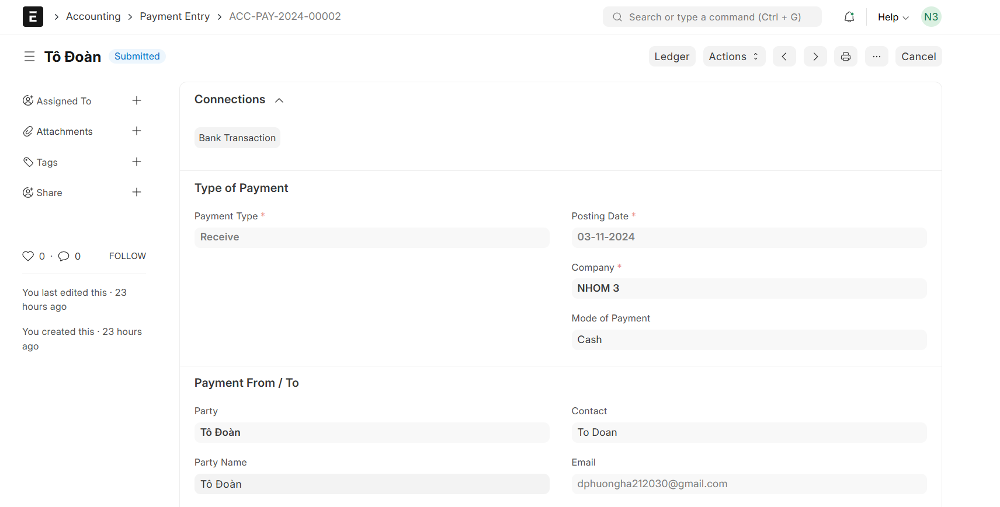 Accounting > Payment Entry > ACC-PAY-2024-00002
Search or type a command (Ctrl + G)
Help
N3
Tô Đoàn
Submitted
Ledger
Actions
···
Cancel
Assigned To
Attachments
Tags
Share
0 · 0
FOLLOW
You last edited this · 23
hours ago
You created this · 23 hours
ago
Connections
Bank Transaction
Type of Payment
Payment Type *
Receive
Posting Date *
03-11-2024
Company *
NHOM 3
Mode of Payment
Cash
Payment From / To
Party
Tô Đoàn
Contact
To Doan
Party Name
Tô Đoàn
Email
dphuongha212030@gmail.com